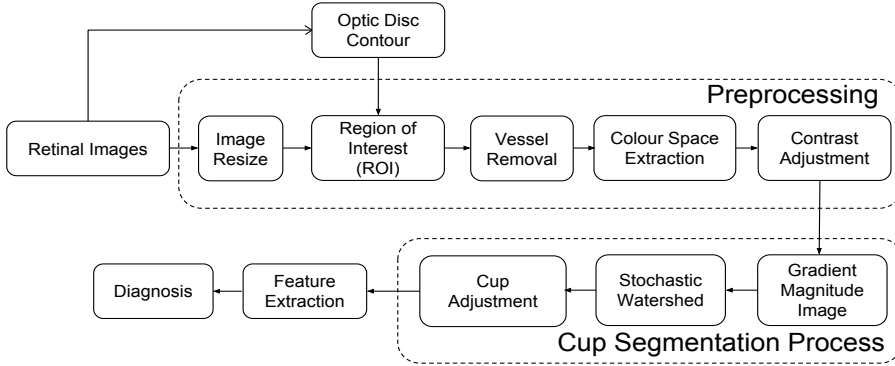 Optic Disc
Contour
Preprocessing
Retinal Images
Image
Resize
Region of
Interest
(ROI)
Vessel
Removal
Colour Space
Extraction
Contrast
Adjustment
Diagnosis
Feature
Extraction
Cup
Adjustment
Stochastic
Watershed
Gradient
Magnitude
Image
Cup Segmentation Process